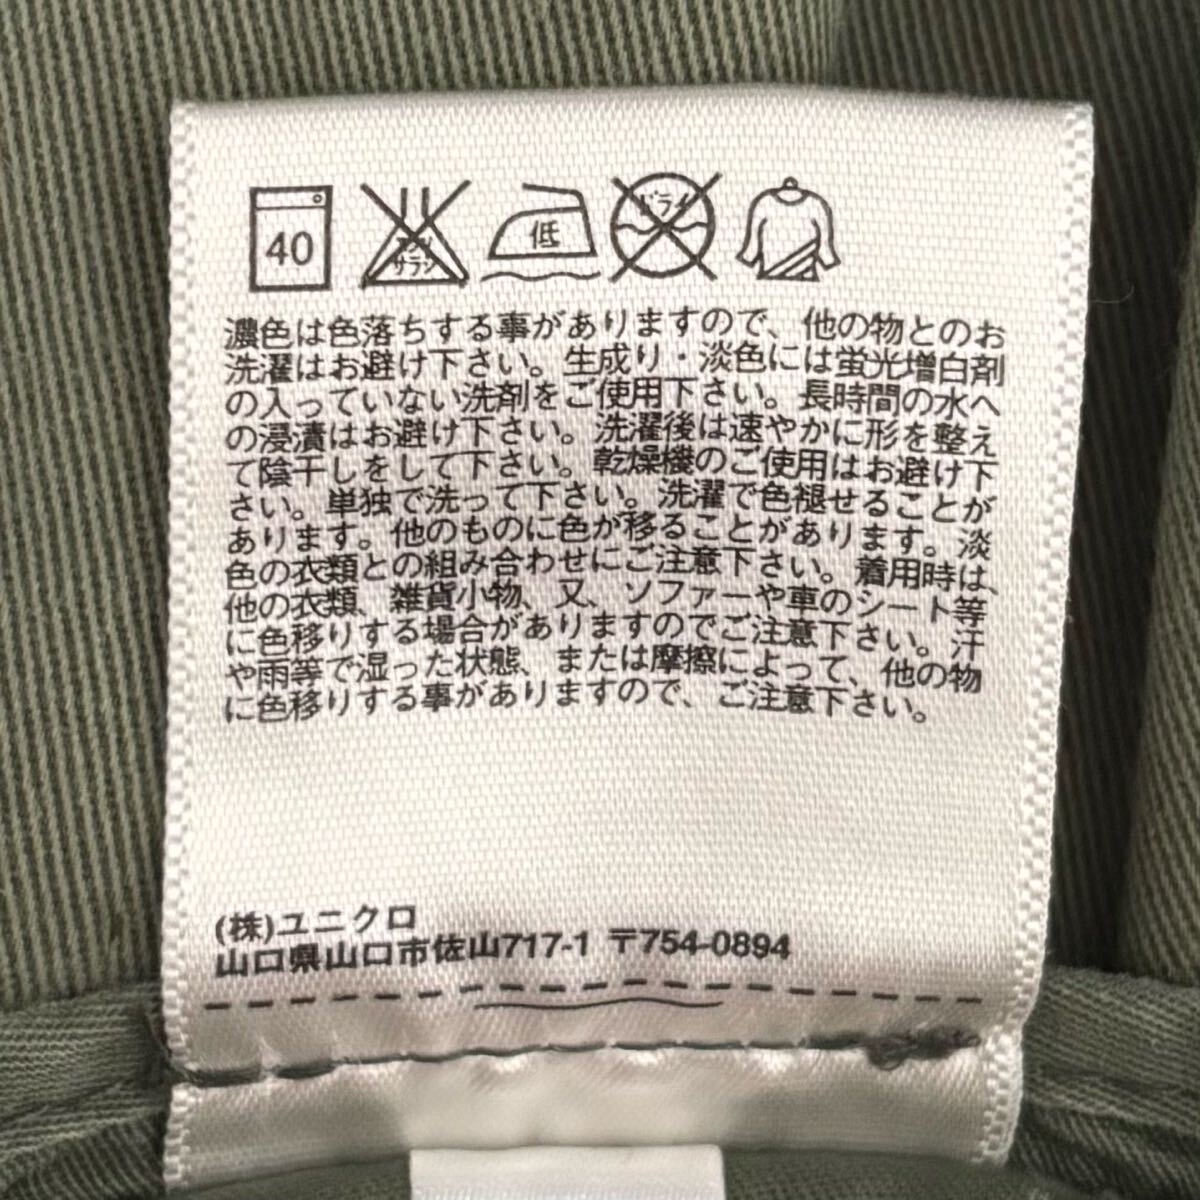 40
エンソ
サラシ
低
ドライ
濃色は色落ちする事がありますので、他の物とのお
洗濯はお避け下さい。生成り・淡色には蛍光増白剤
の入っていない洗剤をご使用下さい。長時間の水へ
の浸漬はお避け下さい。洗濯後は速やかに形を整え
て陰干しをして下さい。乾燥機のご使用はお避け下
さい。単独で洗って下さい。洗濯で色褪せることが
あります。他のものに色が移ることがあります。淡
色の衣類との組み合わせにご注意下さい。着用時は、
他の衣類、雑貨小物、又、ソファーや車のシート等
に色移りする場合がありますのでご注意下さい。汗
や雨等で湿った状態、または摩擦によって、他の物
に色移りする事がありますので、ご注意下さい。
(株)ユニクロ
山口県山口市佐山717-1 〒754-0894